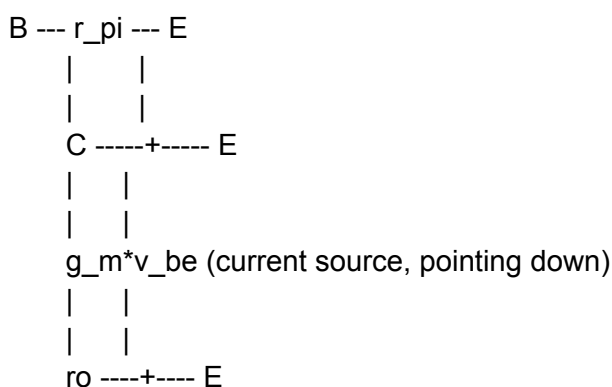 B --- r_pi --- E
| |
| |
C -----+----- E
| |
| |
g_m*v_be (current source, pointing down)
| |
| |
ro ----+---- E